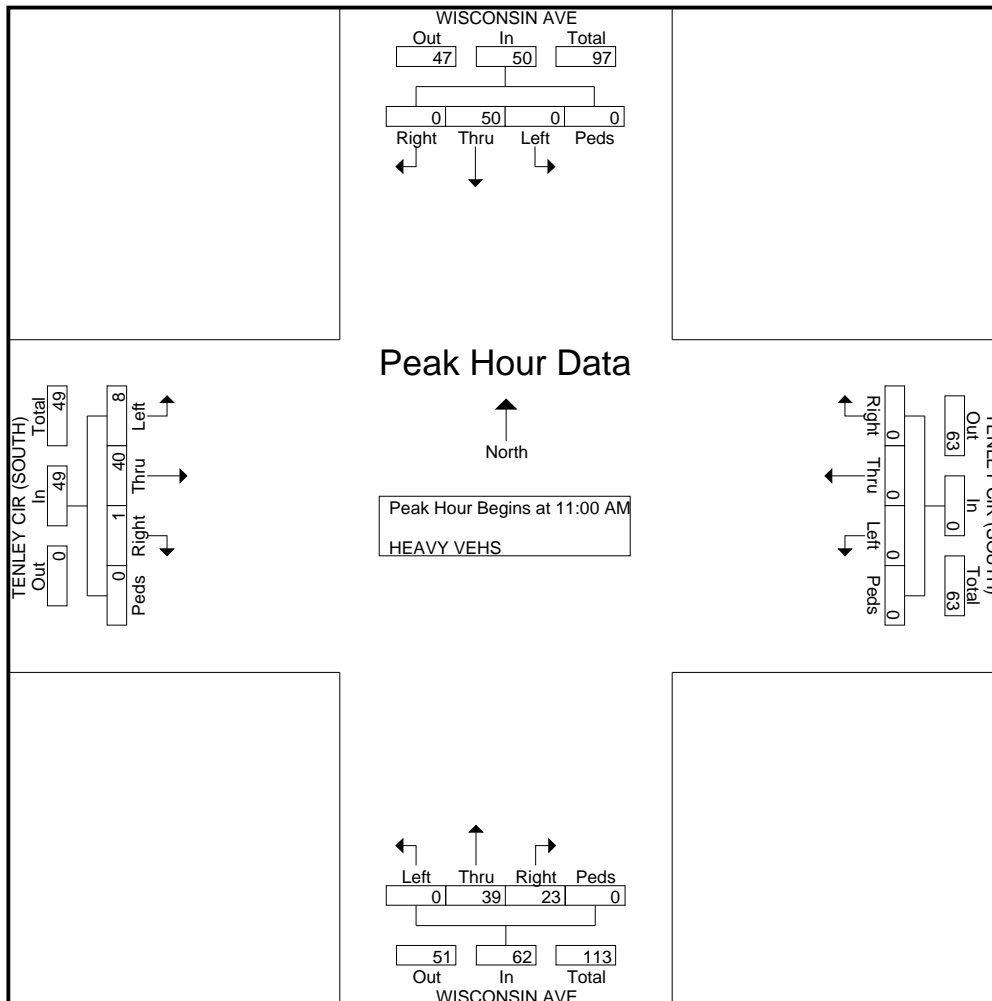 WISCONSIN AVE
Out In Total
47 50 97
0 50 0 0
Right Thru Left Peds
Peak Hour Data
North
Peak Hour Begins at 11:00 AM
HEAVY VEHS
TENLEY CIR (SOUTH)
Total In Out
49 49 0
8 40 1 0
Left Thru Right Peds
Right Thru Left Peds
0 0 0 0
63 0 63
Out In Total
TENLEY CIR (SOUTH)
Left Thru Right Peds
0 39 23 0
51 62 113
Out In Total
WISCONSIN AVE